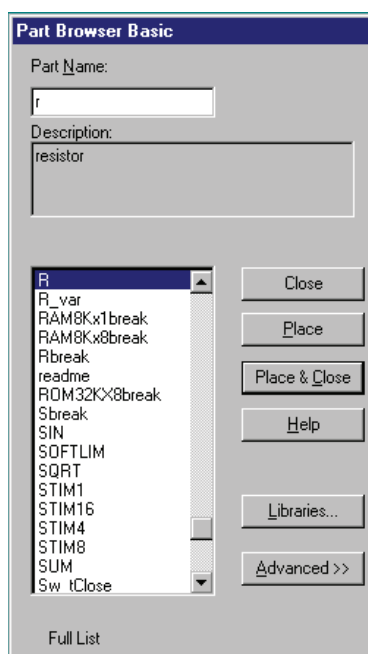 Part Browser Basic
Part Name:
r
Description:
resistor
R
R_var
RAM8Kx1break
RAM8Kx8break
Rbreak
readme
ROM32KX8break
Sbreak
SIN
SOFTLIM
SQRT
STIM1
STIM16
STIM4
STIM8
SUM
Sw_tClose
Close
Place
Place & Close
Help
Libraries...
Advanced >>
Full List